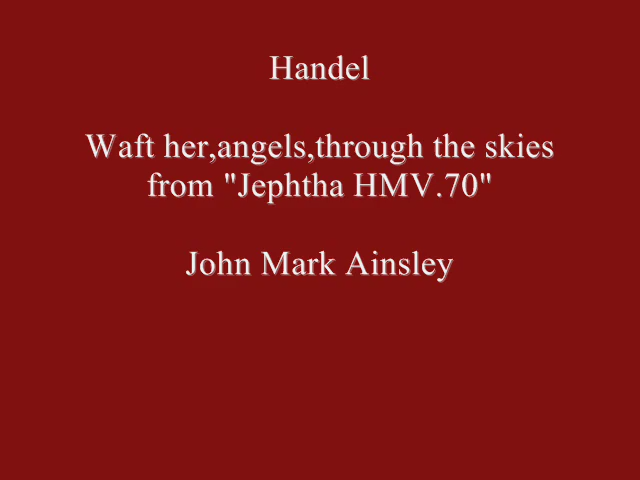 Handel
Waft her,angels,through the skies
from "Jephtha HMV.70"
John Mark Ainsley